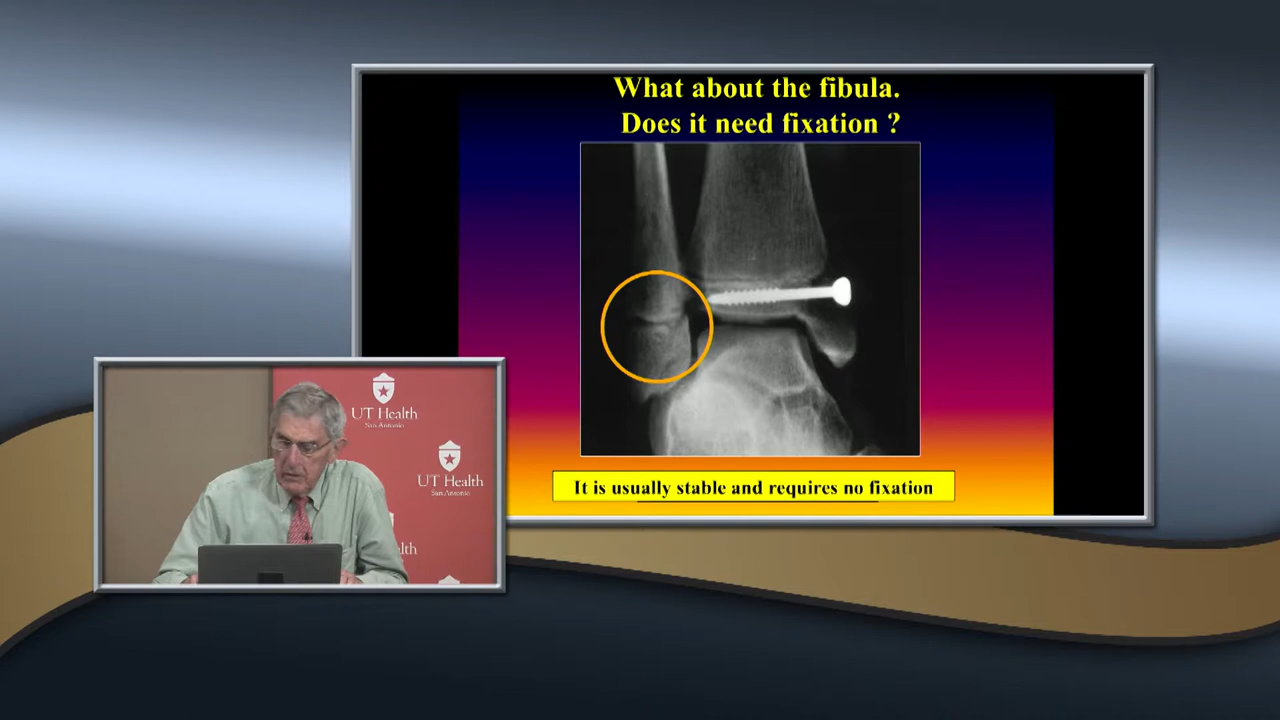 What about the fibula.
Does it need fixation ?
It is usually stable and requires no fixation
UT Health
San Antonio
UT Health
San Antonio
lth